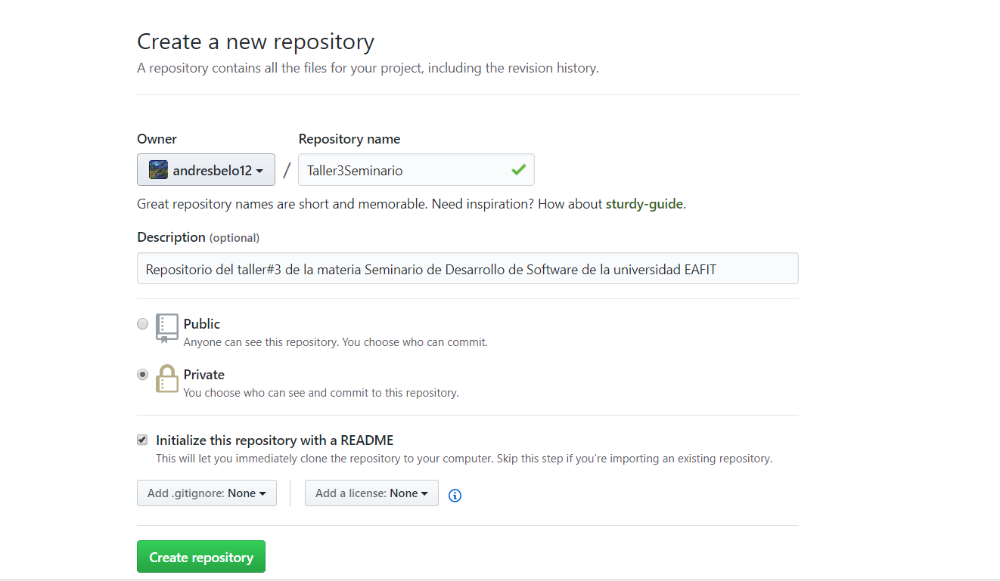 Create a new repository
A repository contains all the files for your project, including the revision history.
Owner
Repository name
andresbelo12
/
Taller3Seminario
Great repository names are short and memorable. Need inspiration? How about sturdy-guide.
Description (optional)
Repositorio del taller#3 de la materia Seminario de Desarrollo de Software de la universidad EAFIT
Public
Anyone can see this repository. You choose who can commit.
Private
You choose who can see and commit to this repository.
Initialize this repository with a README
This will let you immediately clone the repository to your computer. Skip this step if you’re importing an existing repository.
Add .gitignore: None
Add a license: None
Create repository